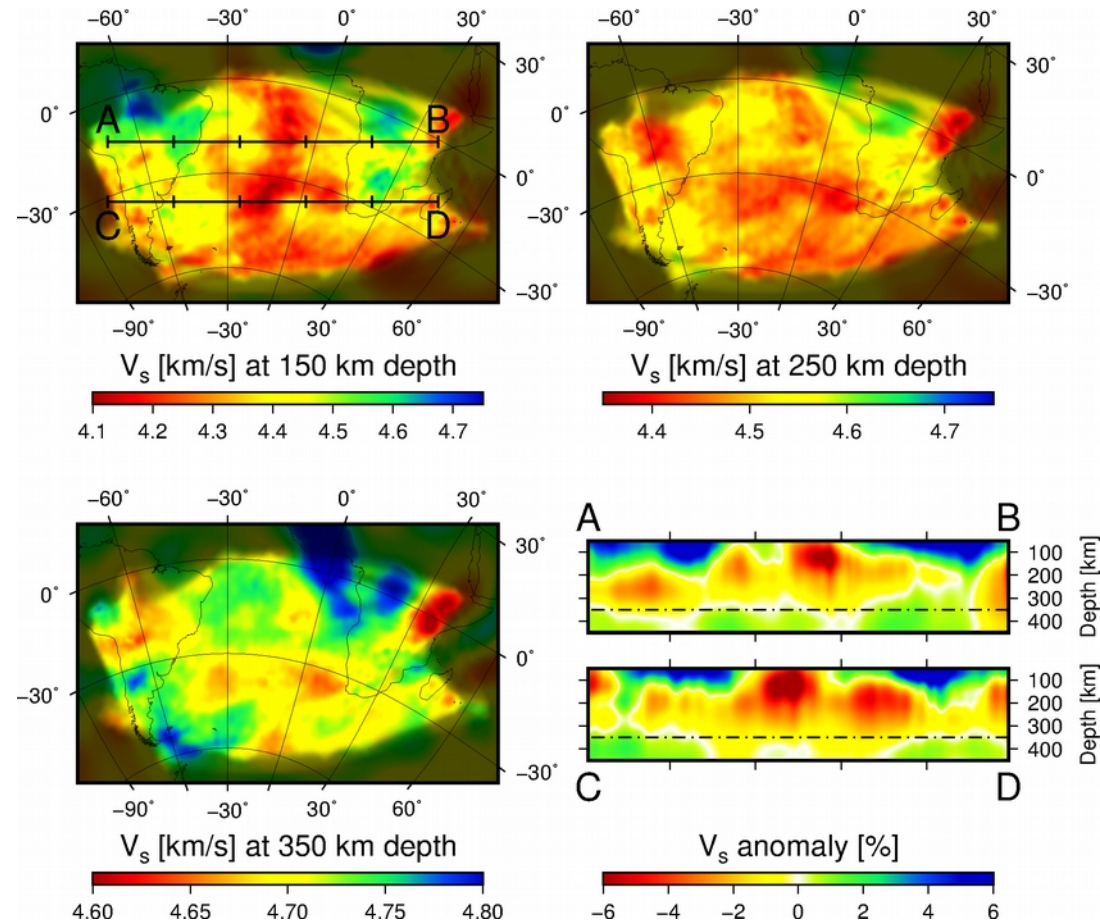 −60˚ −30˚ 0˚ 30˚
30˚
0˚
A B
0˚
−30˚
C D
−30˚
−90˚ −30˚ 30˚ 60˚
Vs [km/s] at 150 km depth
4.1 4.2 4.3 4.4 4.5 4.6 4.7
−60˚ −30˚ 0˚ 30˚
30˚
0˚
0˚
−30˚
−30˚
−90˚ −30˚ 30˚ 60˚
Vs [km/s] at 250 km depth
4.4 4.5 4.6 4.7
−60˚ −30˚ 0˚ 30˚
30˚
0˚
0˚
−30˚
−30˚
−90˚ −30˚ 30˚ 60˚
Vs [km/s] at 350 km depth
4.60 4.65 4.70 4.75 4.80
A B
100
200
300
400
Depth [km]
100
200
300
400
Depth [km]
C D
Vs anomaly [%]
−6 −4 −2 0 2 4 6